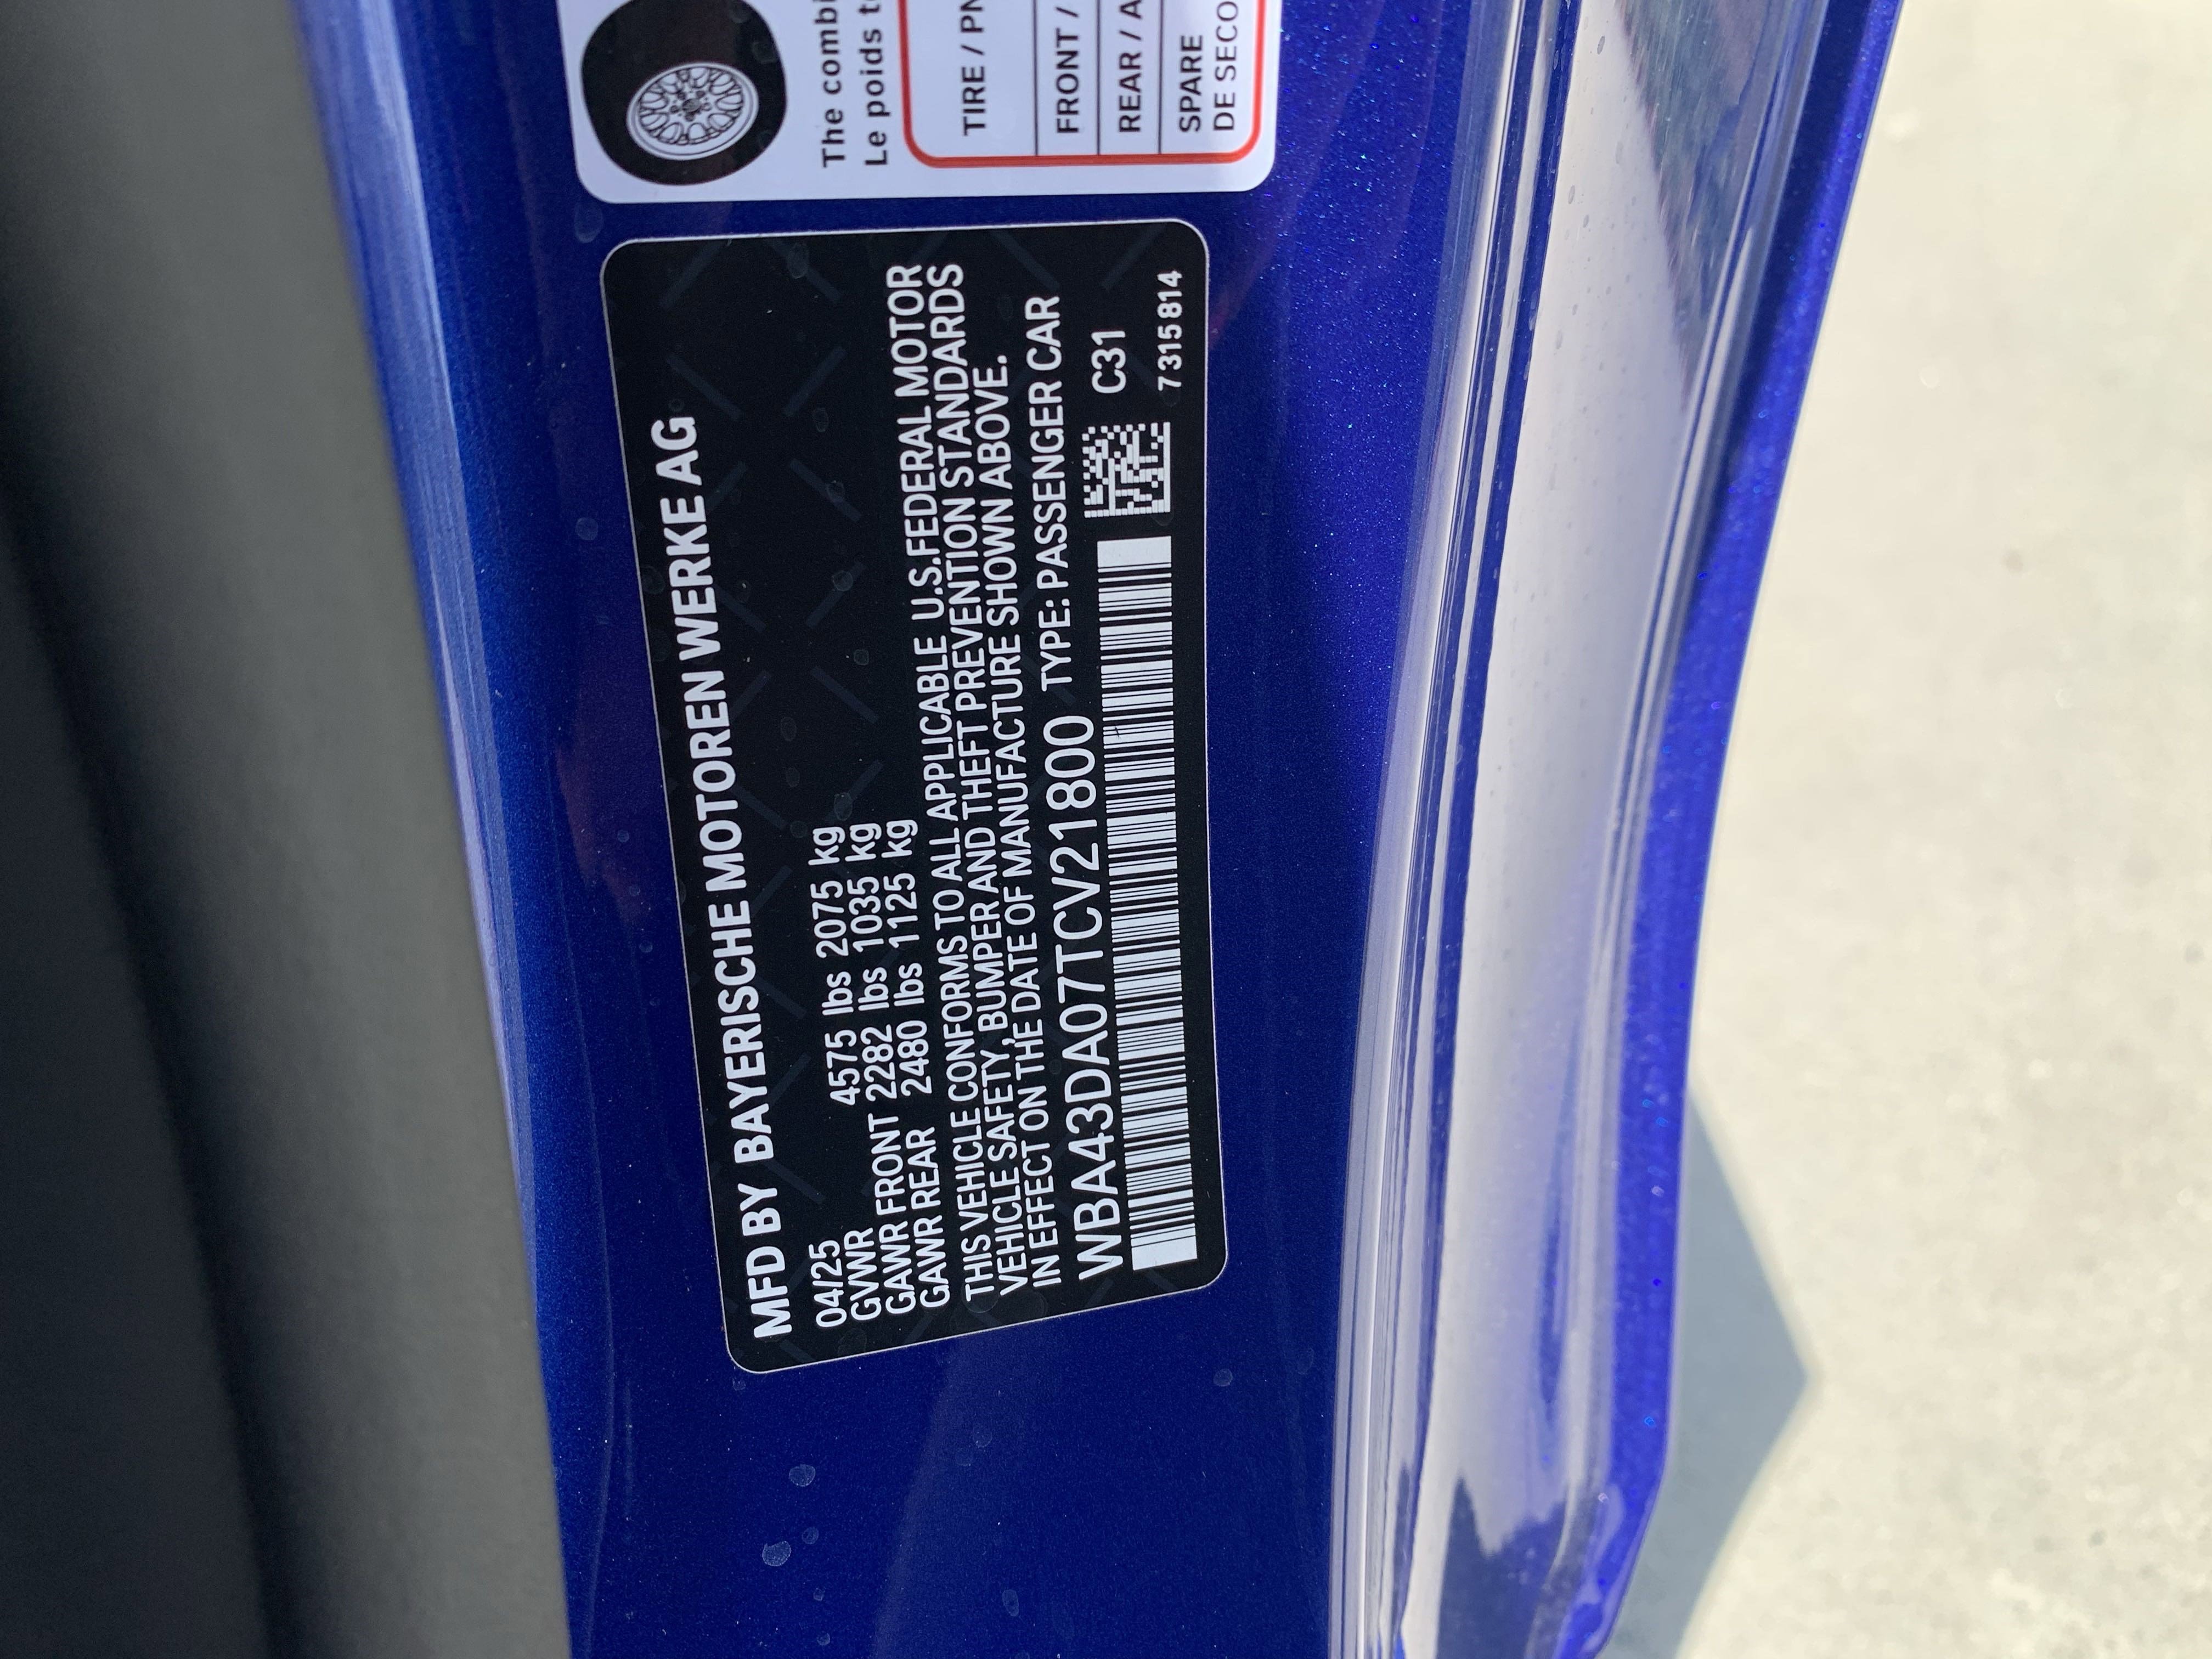 MFD BY BAYERISCHE MOTOREN WERKE AG
04/25
GVWR 4575 lbs 2075 kg
GAWR FRONT 2282 lbs 1035 kg
GAWR REAR 2480 lbs 1125 kg
THIS VEHICLE CONFORMS TO ALL APPLICABLE U.S.FEDERAL MOTOR
VEHICLE SAFETY, BUMPER AND THEFT PREVENTION STANDARDS
IN EFFECT ON THE DATE OF MANUFACTURE SHOWN ABOVE.
WBA43DA07TCV21800 TYPE: PASSENGER CAR
C31
7315814
The combi
Le poids t
TIRE / PN
FRONT /
REAR / A
SPARE
DE SECO